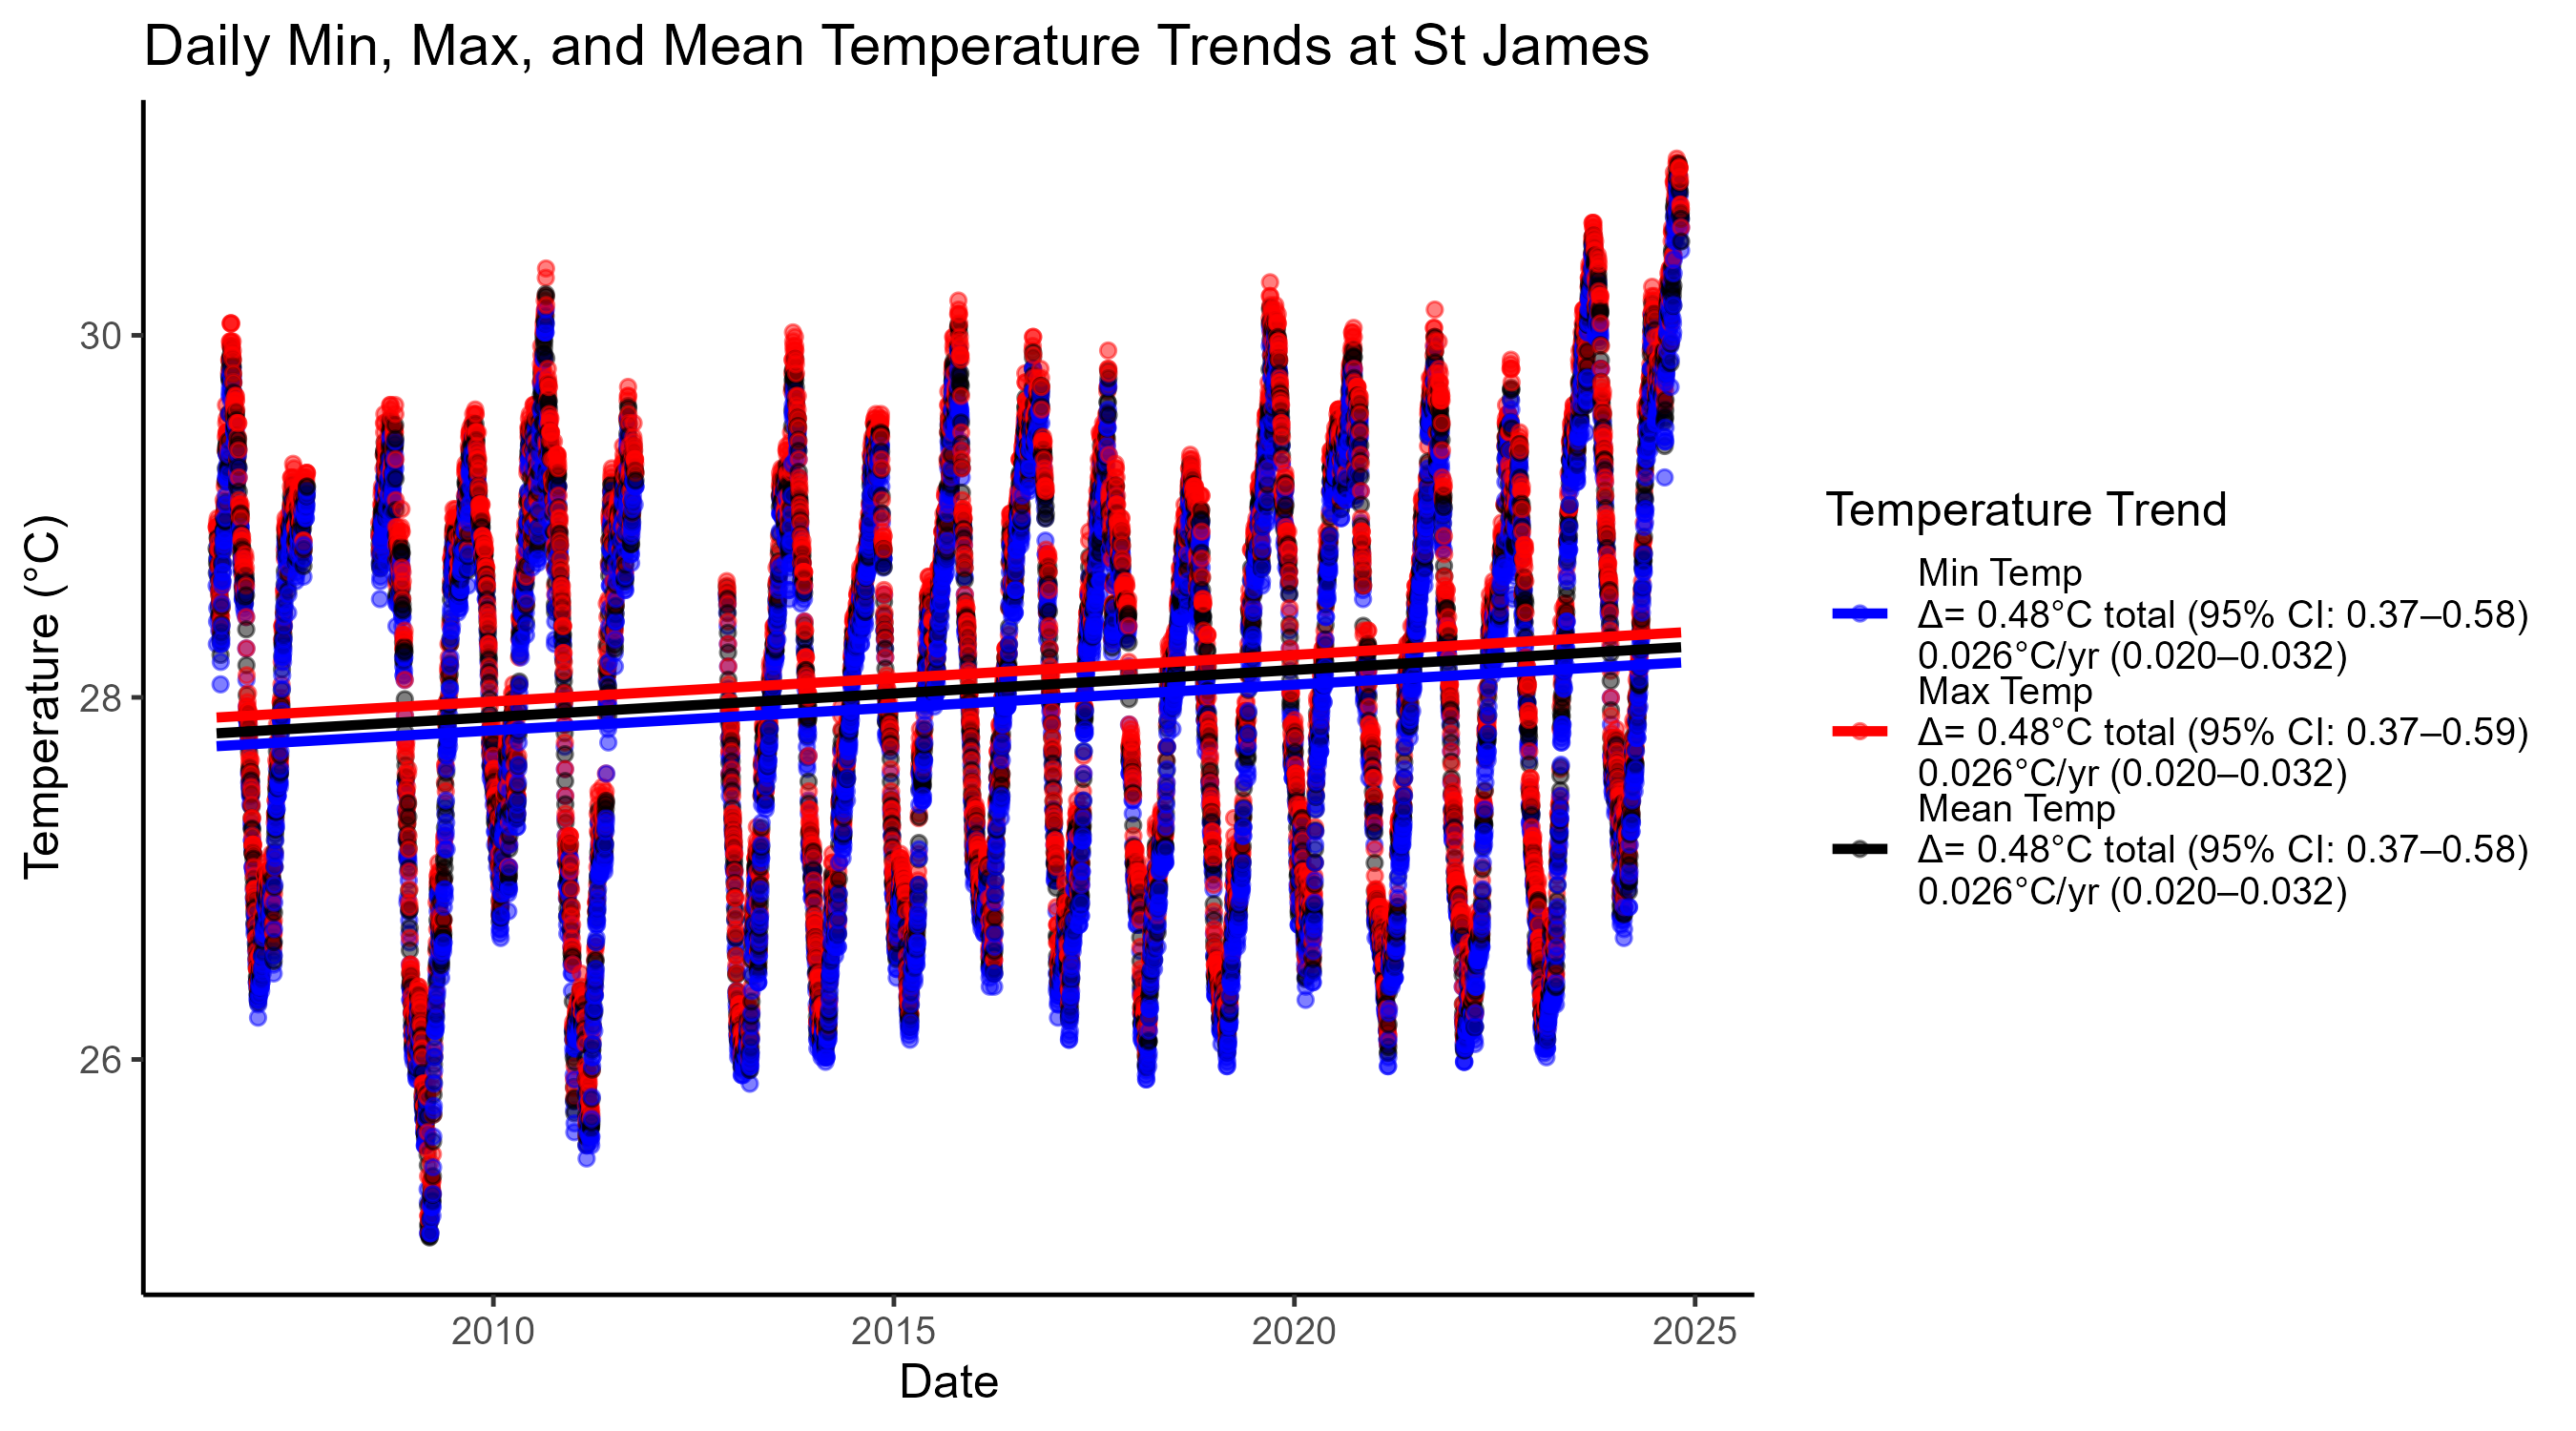 Daily Min, Max, and Mean Temperature Trends at St James
Temperature (°C)
30
28
26
2010
2015
2020
2025
Date
Temperature Trend
Min Temp
Δ= 0.48°C total (95% CI: 0.37–0.58)
0.026°C/yr (0.020–0.032)
Max Temp
Δ= 0.48°C total (95% CI: 0.37–0.59)
0.026°C/yr (0.020–0.032)
Mean Temp
Δ= 0.48°C total (95% CI: 0.37–0.58)
0.026°C/yr (0.020–0.032)